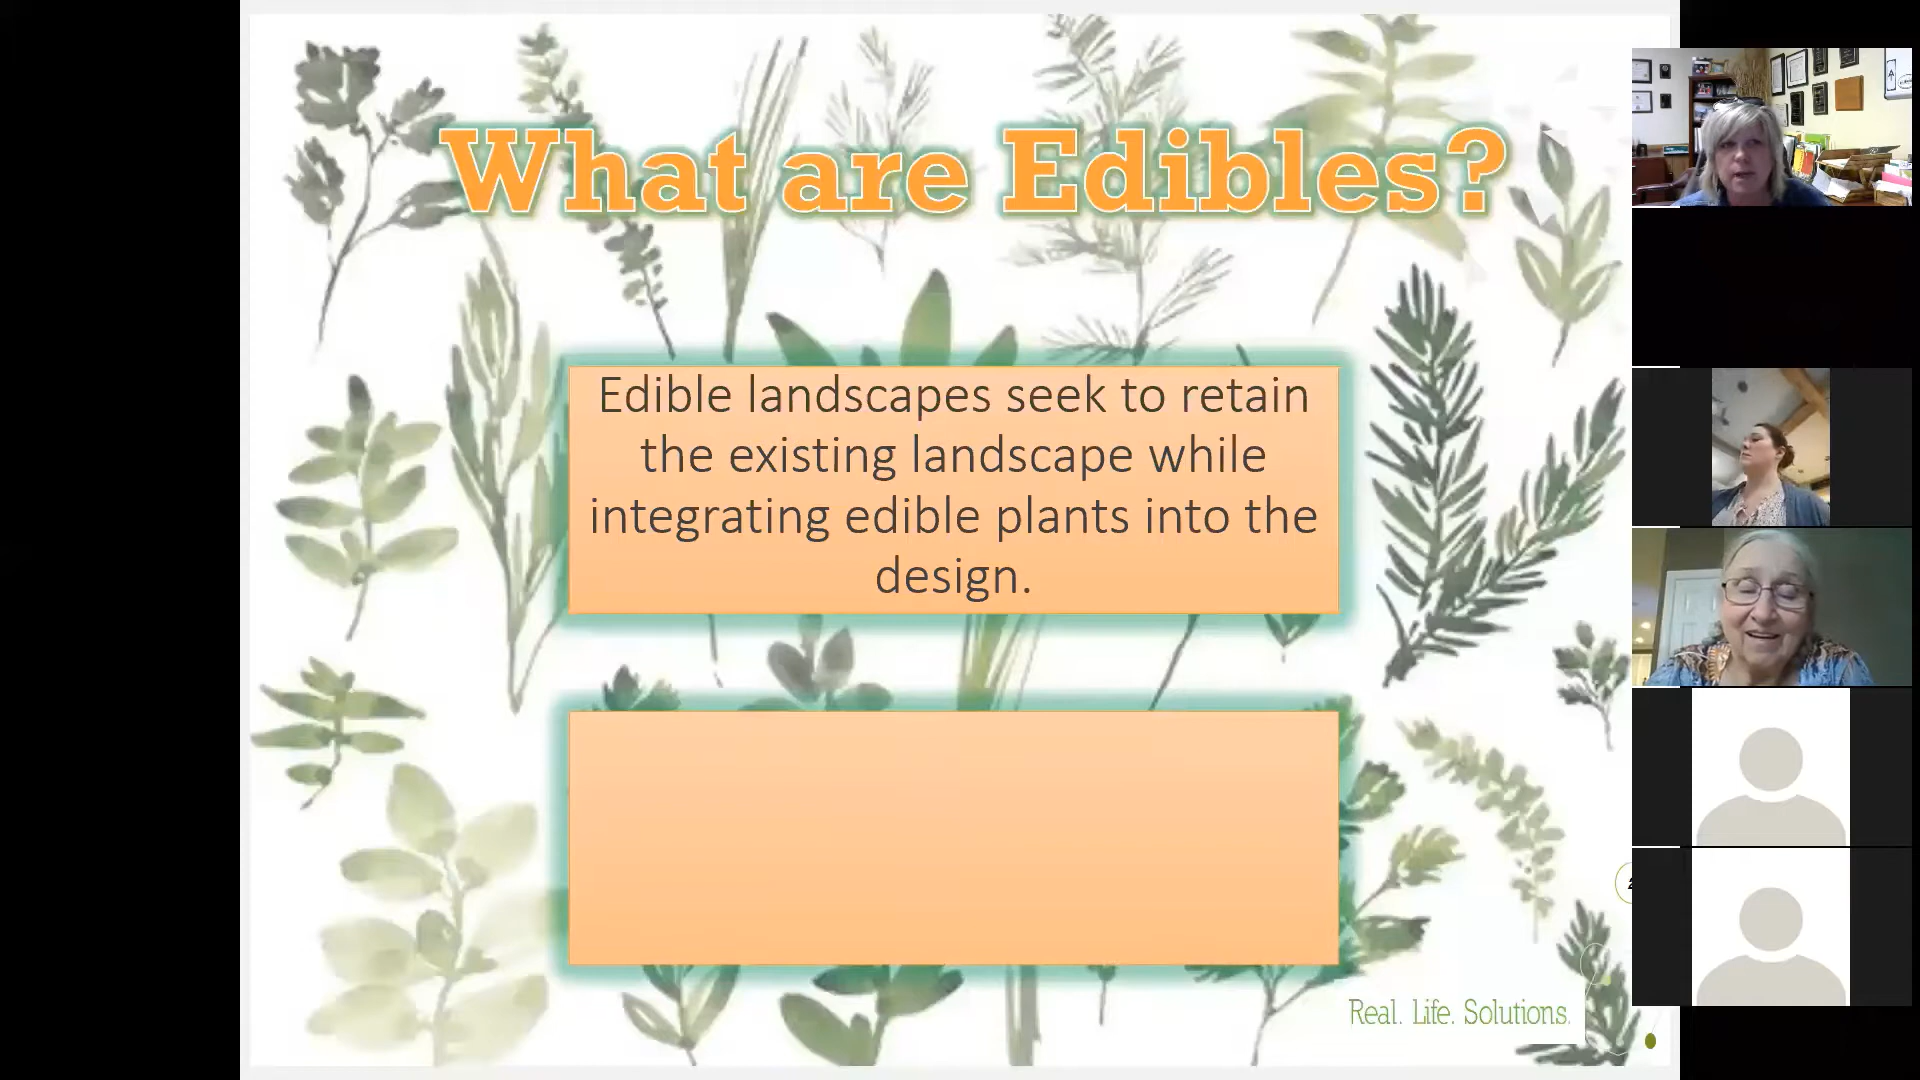 What are Edibles?
Edible landscapes seek to retain
the existing landscape while
integrating edible plants into the
design.
Real. Life. Solutions.